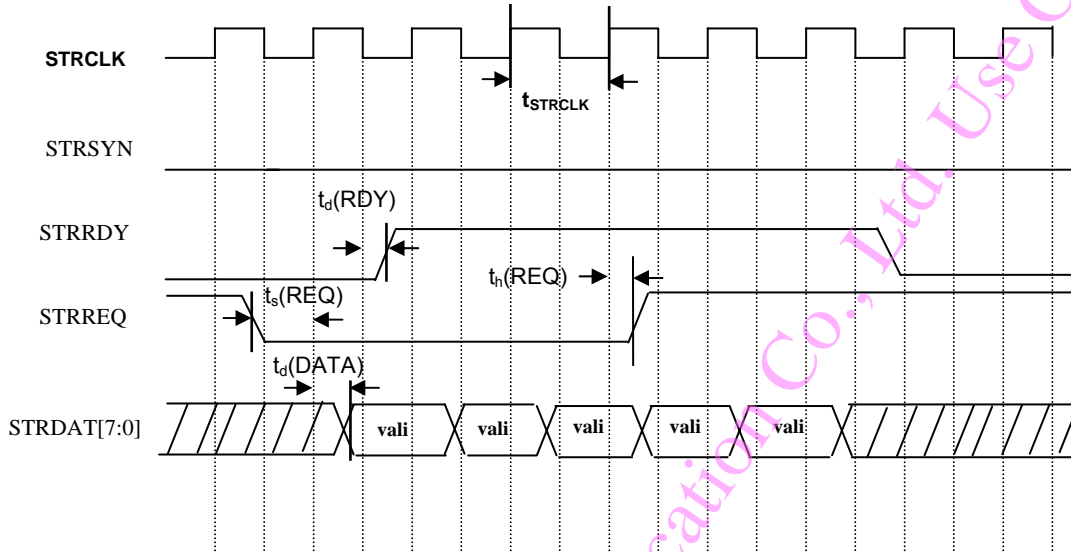 STRCLK
tSTRCLK
STRSYN
td(RDY)
STRRDY
th(REQ)
ts(REQ)
STRREQ
td(DATA)
STRDAT[7:0]
vali vali vali vali vali
cation Co., Ltd. Use O